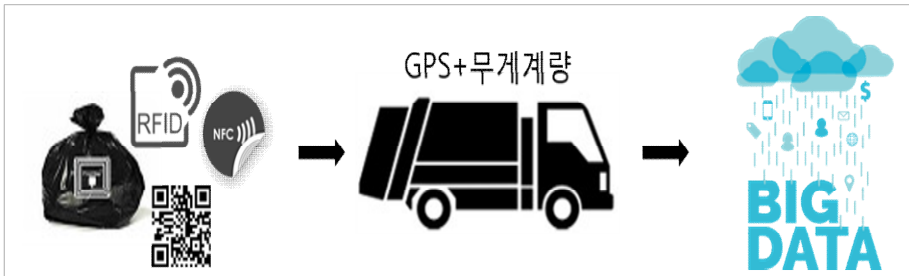 RFID
NFC
GPS+무게계량
$
BIG
DATA